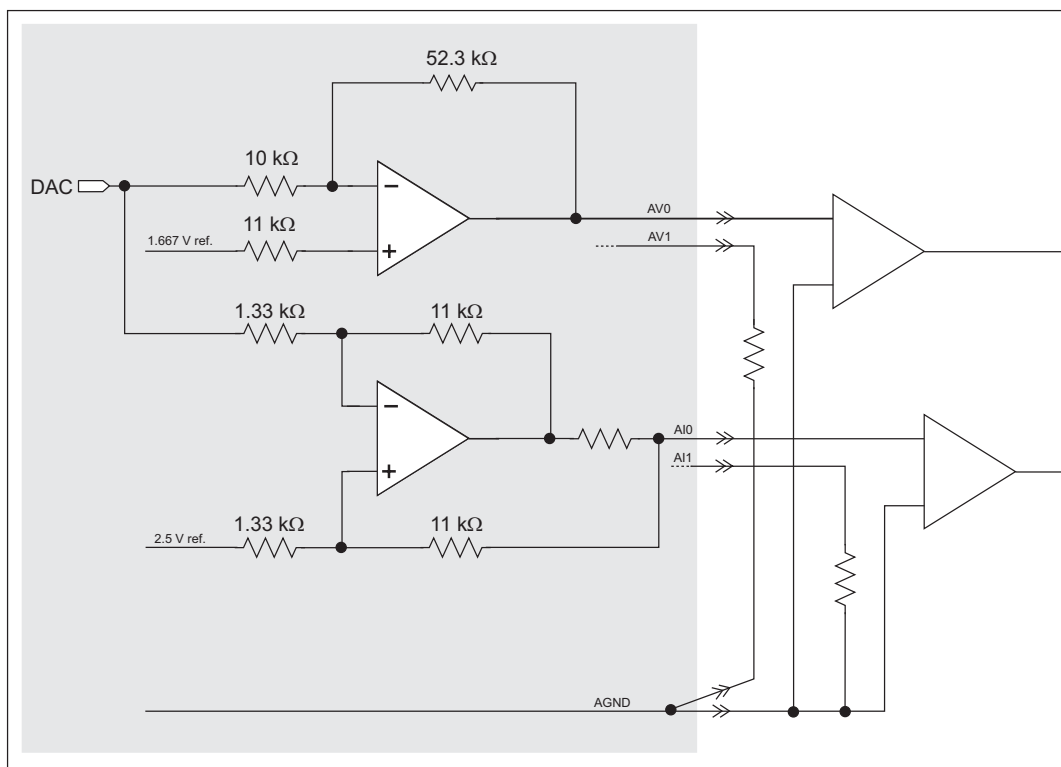 52.3 kΩ
10 kΩ
DAC
−
AV0
11 kΩ
AV1
1.667 V ref.
+
1.33 kΩ
11 kΩ
−
AI0
AI1
+
1.33 kΩ
11 kΩ
2.5 V ref.
AGND